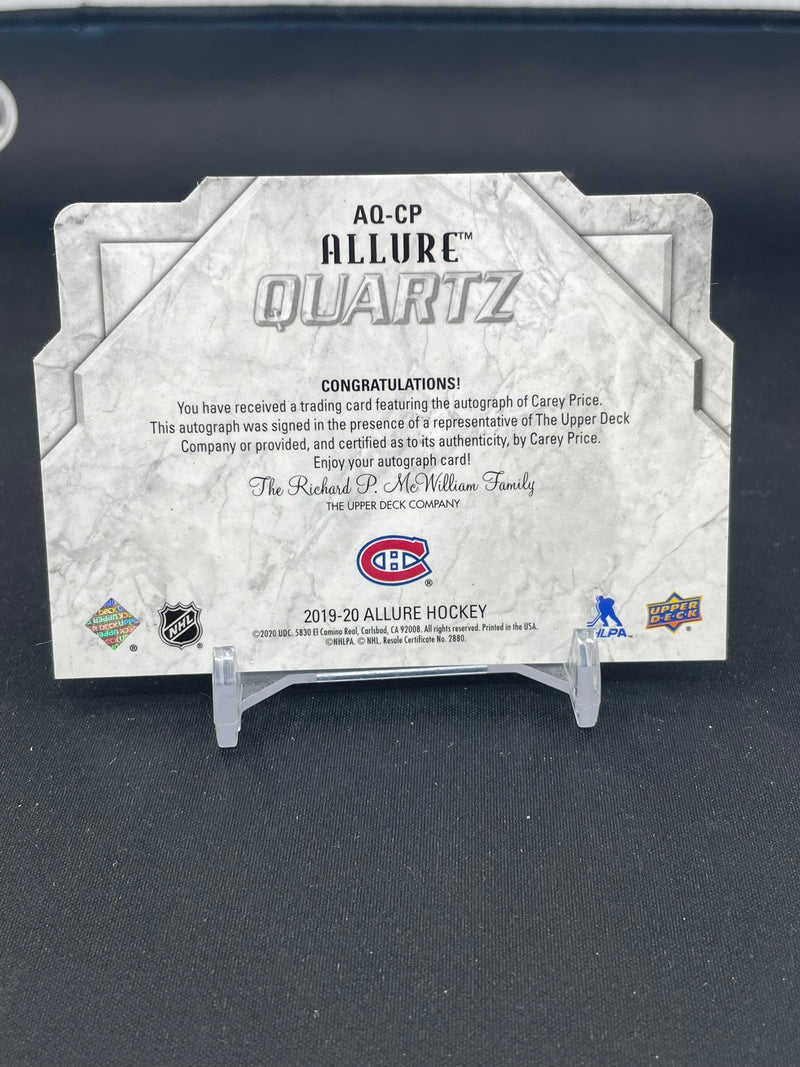 AQ-CP
ALLURE™
QUARTZ
CONGRATULATIONS!
You have received a trading card featuring the autograph of Carey Price.
This autograph was signed in the presence of a representative of The Upper Deck
Company or provided, and certified as to its authenticity, by Carey Price.
Enjoy your autograph card!
The Richard P. McWilliam Family
THE UPPER DECK COMPANY
CH®
2019-20 ALLURE HOCKEY
©2020 UDC. 5830 El Camino Real, Carlsbad, CA 92008. All rights reserved. Printed in the USA.
©NHLPA. © NHL. Resale Certificate No. 2880.
NHL
HLPA
UPPER
D·E·C·K